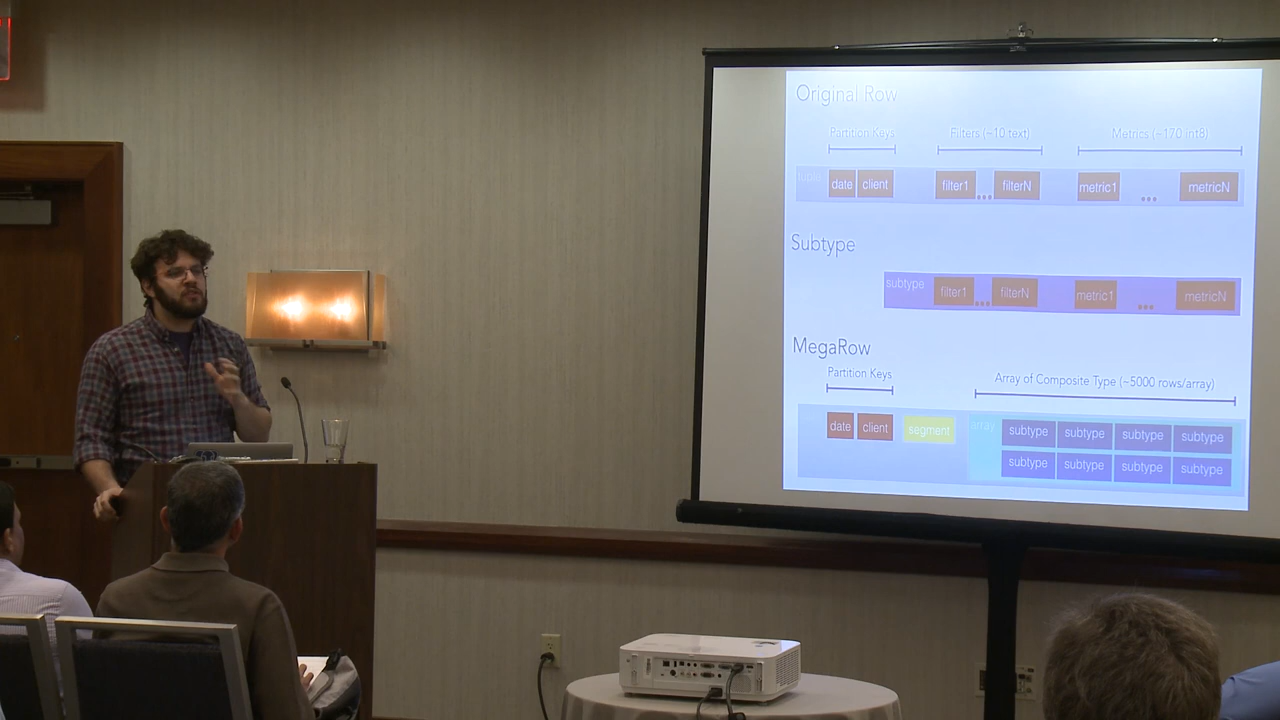 Original Row
Partition Keys Filters (~10 text) Metrics (~170 int8)
date client filter1 ... filterN metric1 ... metricN
Subtype
subtype filter1 ... filterN metric1 ... metricN
MegaRow
Partition Keys Array of Composite Type (~5000 rows/array)
date client segment array subtype subtype subtype subtype
subtype subtype subtype subtype